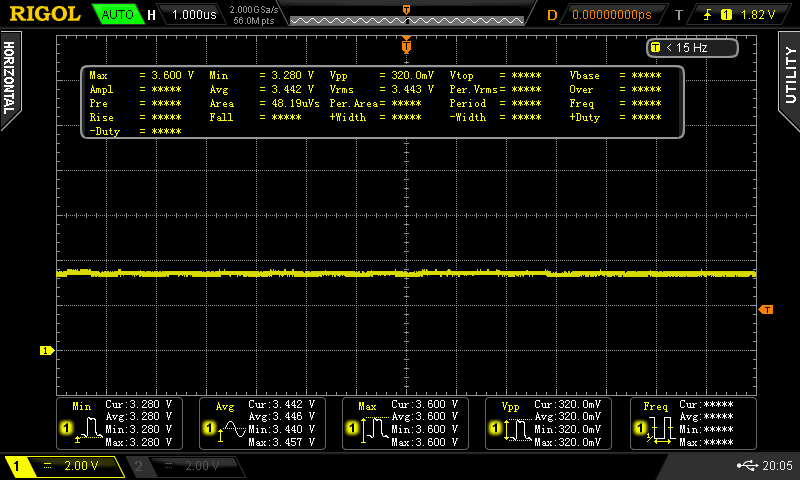 RIGOL AUTO H 1.000us 2.000GSa/s 56.0M pts T D 0.00000000ps T 1 1.82 V
HORIZONTAL
UTILITY
T
T < 15 Hz
Max = 3.600 V Min = 3.280 V Vpp = 320.0mV Vtop = ***** Vbase = *****
Ampl = ***** Avg = 3.442 V Vrms = 3.443 V Per.Vrms= ***** Over = *****
Pre = ***** Area = 48.19uVs Per.Area= ***** Period = ***** Freq = *****
Rise = ***** Fall = ***** +Width = ***** -Width = ***** +Duty = *****
-Duty = *****
T
1
Min Cur:3.280 V
Avg:3.280 V
1 Min:3.280 V
Max:3.280 V
Avg Cur:3.442 V
Avg:3.446 V
1 Min:3.440 V
Max:3.457 V
Max Cur:3.600 V
Avg:3.600 V
1 Min:3.600 V
Max:3.600 V
Vpp Cur:320.0mV
Avg:320.0mV
1 Min:320.0mV
Max:320.0mV
Freq Cur:*****
Avg:*****
1 Min:*****
Max:*****
1 2.00 V 2 2.00 V 20:05